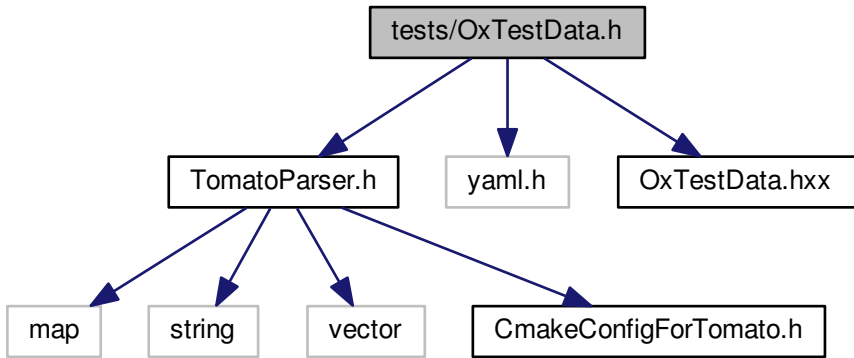 tests/OxTestData.h
TomatoParser.h
yaml.h
OxTestData.hxx
map
string
vector
CmakeConfigForTomato.h